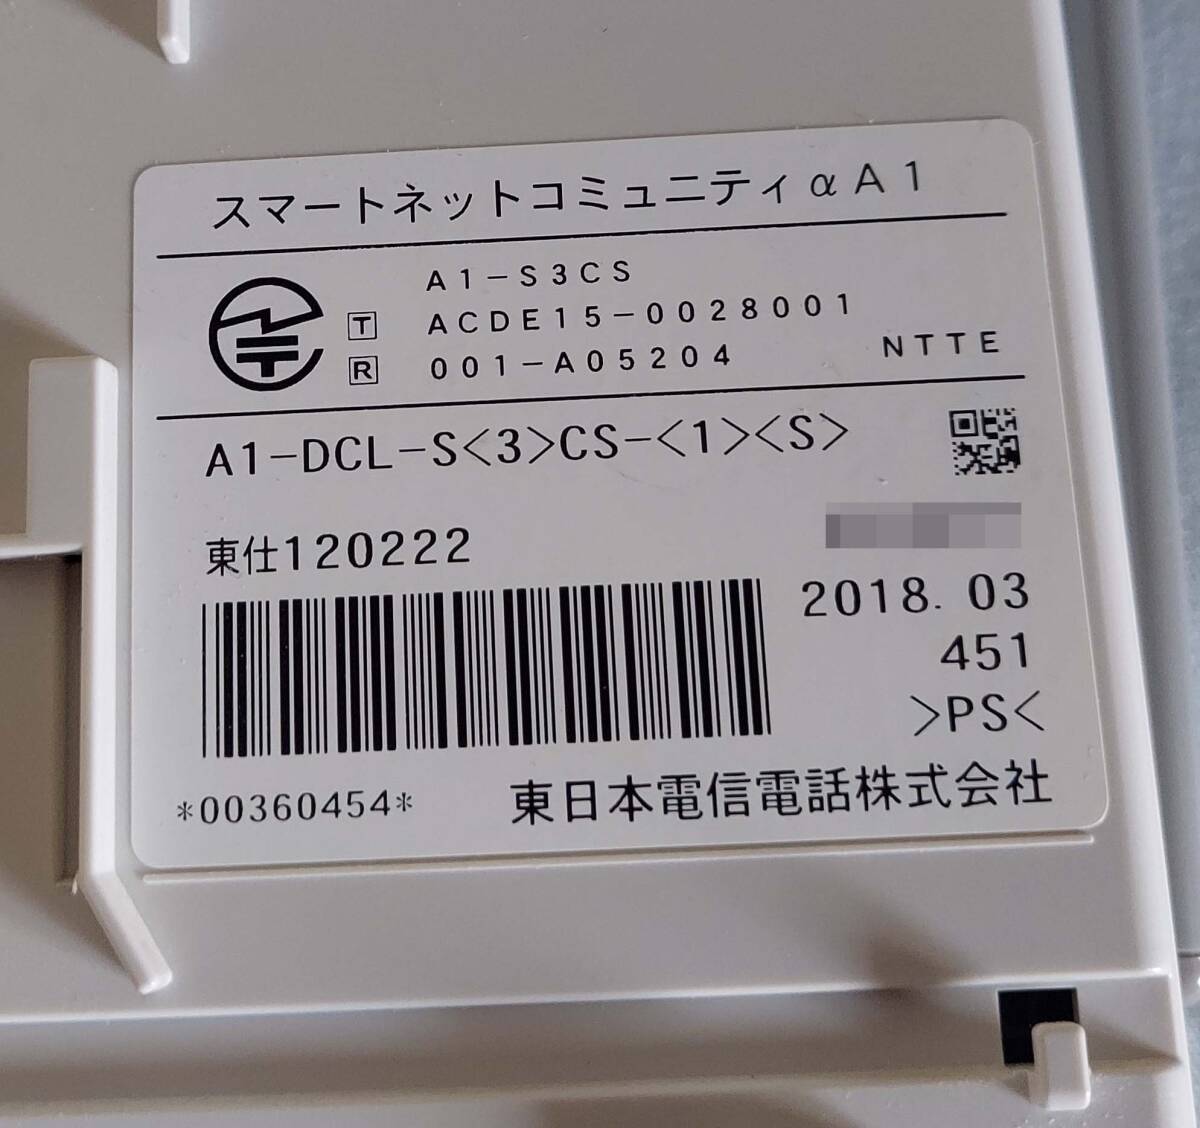 スマートネットコミュニティαA1
A1-S3CS
T ACDE15-0028001
R 001-A05204 NTTE
A1-DCL-S<3>CS-<1><S>
東仕120222
2018.03
451
>PS<
*00360454* 東日本電信電話株式会社